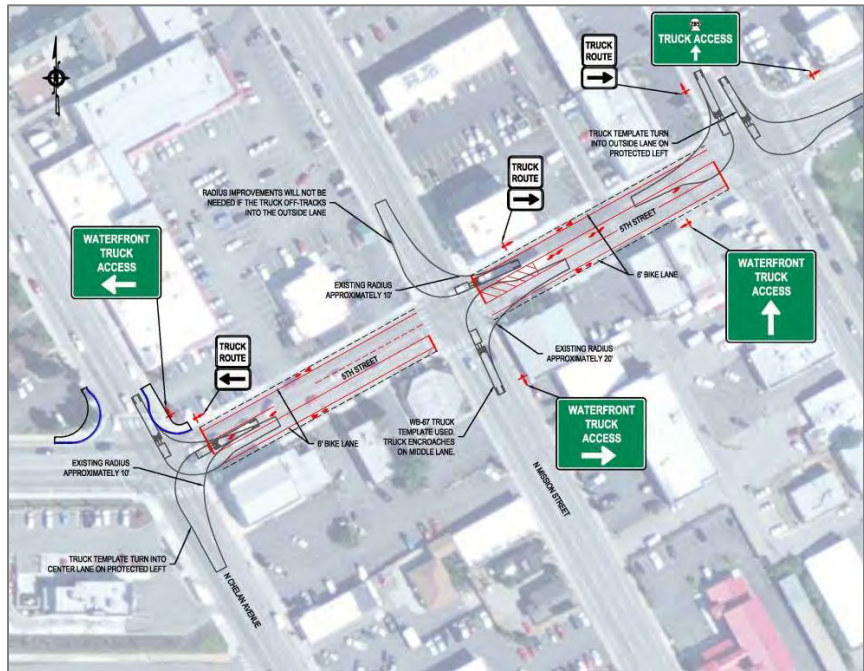 TRUCK ACCESS
TRUCK
ROUTE
TRUCK TEMPLATE TURN
INTO OUTSIDE LANE ON
PROTECTED LEFT
TRUCK
ROUTE
RADIUS IMPROVEMENTS WILL NOT BE
NEEDED IF THE TRUCK OFF-TRACKS
INTO THE OUTSIDE LANE
5TH STREET
WATERFRONT
TRUCK
ACCESS
EXISTING RADIUS
APPROXIMATELY 10'
6' BIKE LANE
WATERFRONT
TRUCK
ACCESS
TRUCK
ROUTE
5TH STREET
EXISTING RADIUS
APPROXIMATELY 20'
6' BIKE LANE
WB-67 TRUCK
TEMPLATE USED.
TRUCK ENCROACHES
ON MIDDLE LANE.
WATERFRONT
TRUCK
ACCESS
EXISTING RADIUS
APPROXIMATELY 10'
N MISSION STREET
TRUCK TEMPLATE TURN INTO
CENTER LANE ON PROTECTED LEFT
N CHELAN AVENUE